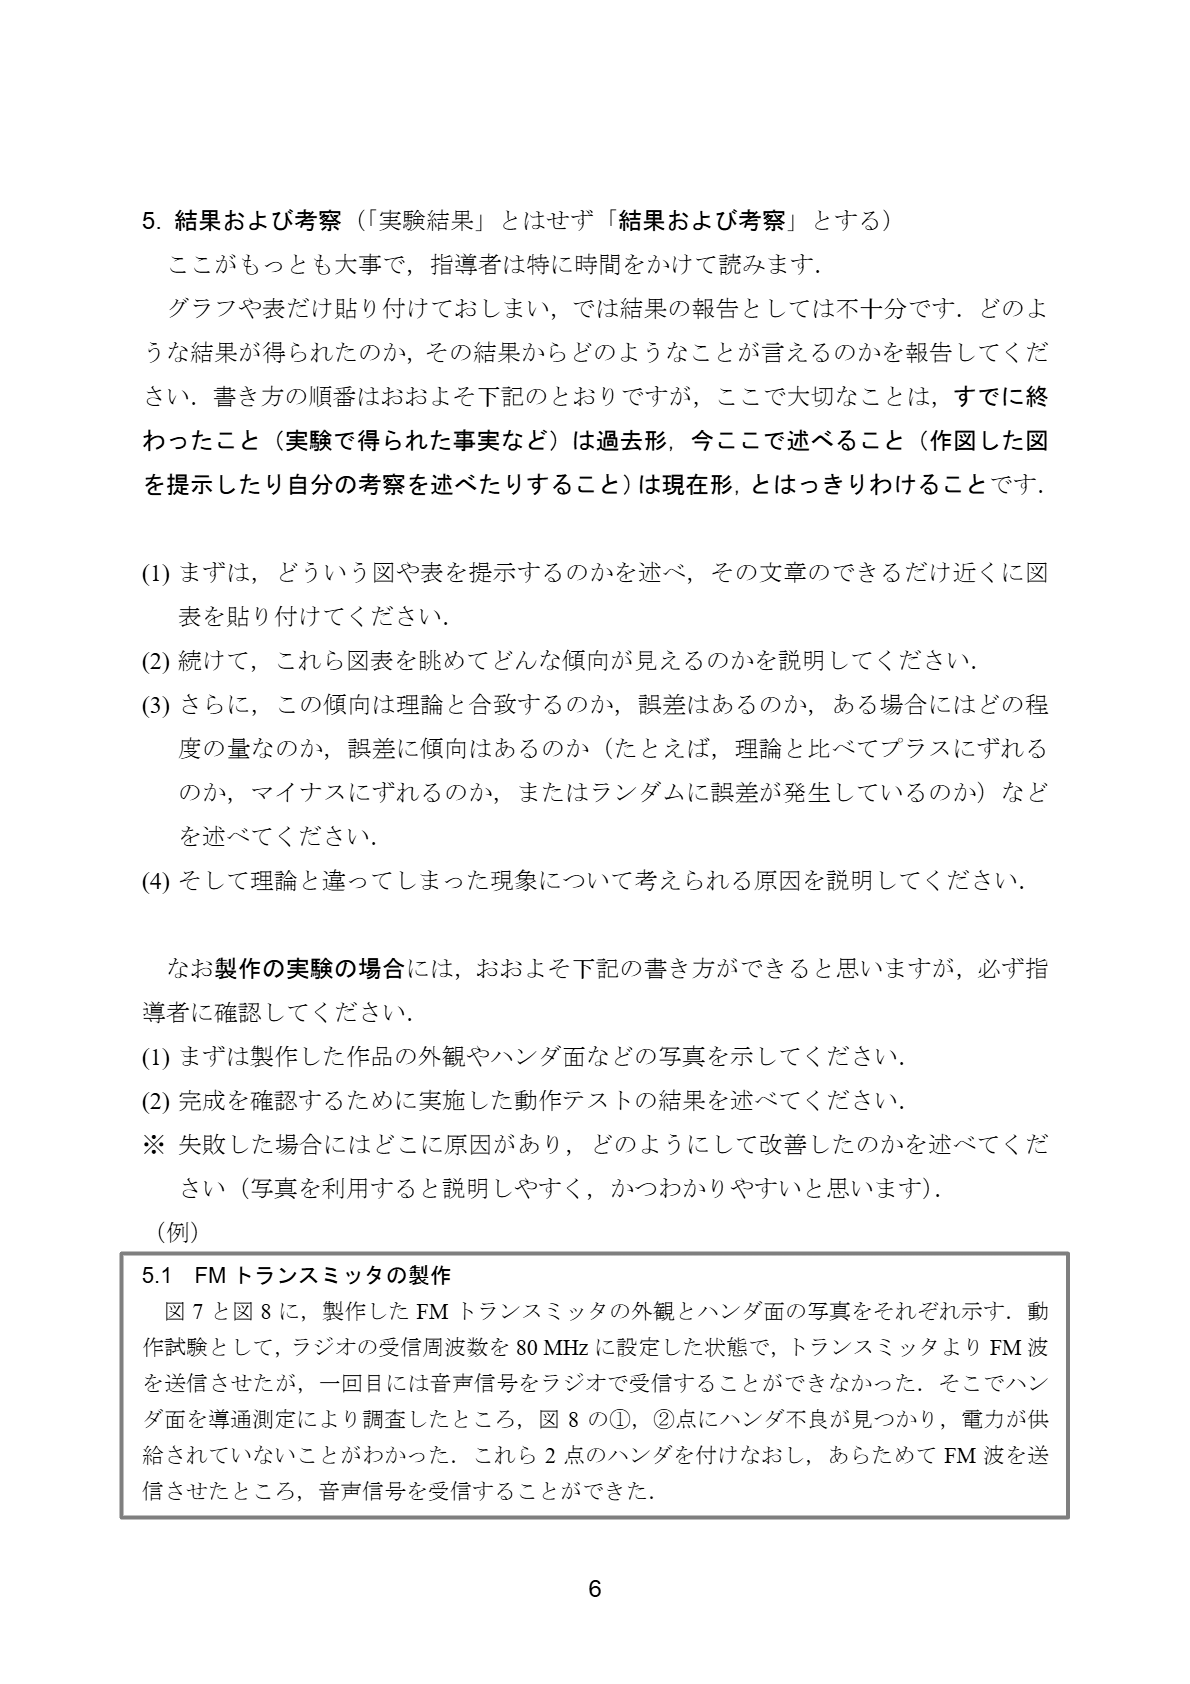 5. 結果および考察（「実験結果」とはせず「結果および考察」とする）
ここがもっとも大事で，指導者は特に時間をかけて読みます．
グラフや表だけ貼り付けておしまい，では結果の報告としては不十分です．どのよ
うな結果が得られたのか，その結果からどのようなことが言えるのかを報告してくだ
さい．書き方の順番はおおよそ下記のとおりですが，ここで大切なことは，すでに終
わったこと（実験で得られた事実など）は過去形，今ここで述べること（作図した図
を提示したり自分の考察を述べたりすること）は現在形，とはっきりわけることです．
(1) まずは，どういう図や表を提示するのかを述べ，その文章のできるだけ近くに図
表を貼り付けてください．
(2) 続けて，これら図表を眺めてどんな傾向が見えるのかを説明してください．
(3) さらに，この傾向は理論と合致するのか，誤差はあるのか，ある場合にはどの程
度の量なのか，誤差に傾向はあるのか（たとえば，理論と比べてプラスにずれる
のか，マイナスにずれるのか，またはランダムに誤差が発生しているのか）など
を述べてください．
(4) そして理論と違ってしまった現象について考えられる原因を説明してください．
なお製作の実験の場合には，おおよそ下記の書き方ができると思いますが，必ず指
導者に確認してください．
(1) まずは製作した作品の外観やハンダ面などの写真を示してください．
(2) 完成を確認するために実施した動作テストの結果を述べてください．
※ 失敗した場合にはどこに原因があり，どのようにして改善したのかを述べてくだ
さい（写真を利用すると説明しやすく，かつわかりやすいと思います）．
（例）
5.1 FM トランスミッタの製作
図 7 と図 8 に，製作した FM トランスミッタの外観とハンダ面の写真をそれぞれ示す．動
作試験として，ラジオの受信周波数を 80 MHz に設定した状態で，トランスミッタより FM 波
を送信させたが，一回目には音声信号をラジオで受信することができなかった．そこでハン
ダ面を導通測定により調査したところ，図 8 の①，②点にハンダ不良が見つかり，電力が供
給されていないことがわかった．これら 2 点のハンダを付けなおし，あらためて FM 波を送
信させたところ，音声信号を受信することができた．
6